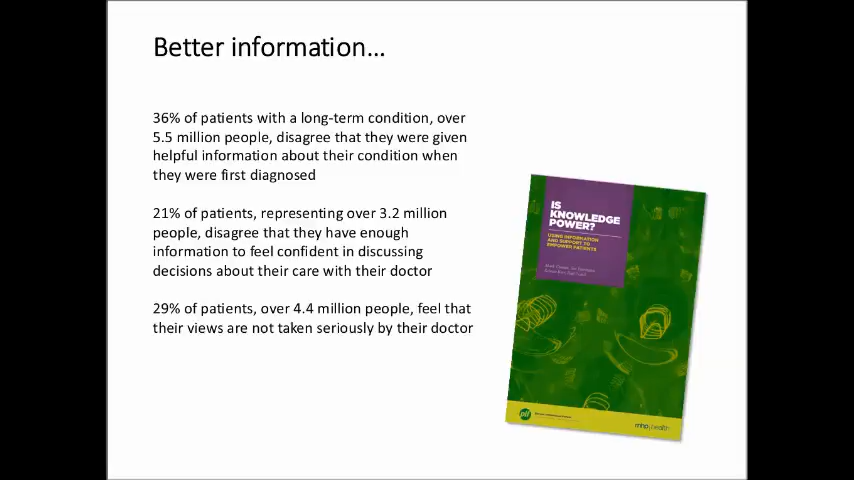 Better information...
36% of patients with a long-term condition, over
5.5 million people, disagree that they were given
helpful information about their condition when
they were first diagnosed
21% of patients, representing over 3.2 million
people, disagree that they have enough
information to feel confident in discussing
decisions about their care with their doctor
29% of patients, over 4.4 million people, feel that
their views are not taken seriously by their doctor
IS
KNOWLEDGE
POWER?
USING INFORMATION
AND SUPPORT TO
EMPOWER PATIENTS
pif
mhp|health